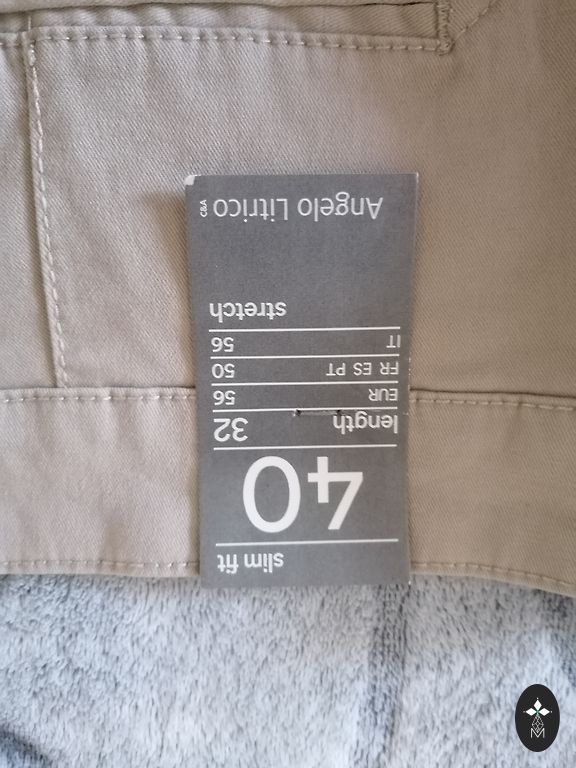 slim fit
40
length 32
EUR 56
FR ES PT 50
IT 56
stretch
Angelo Litrico C&A
M